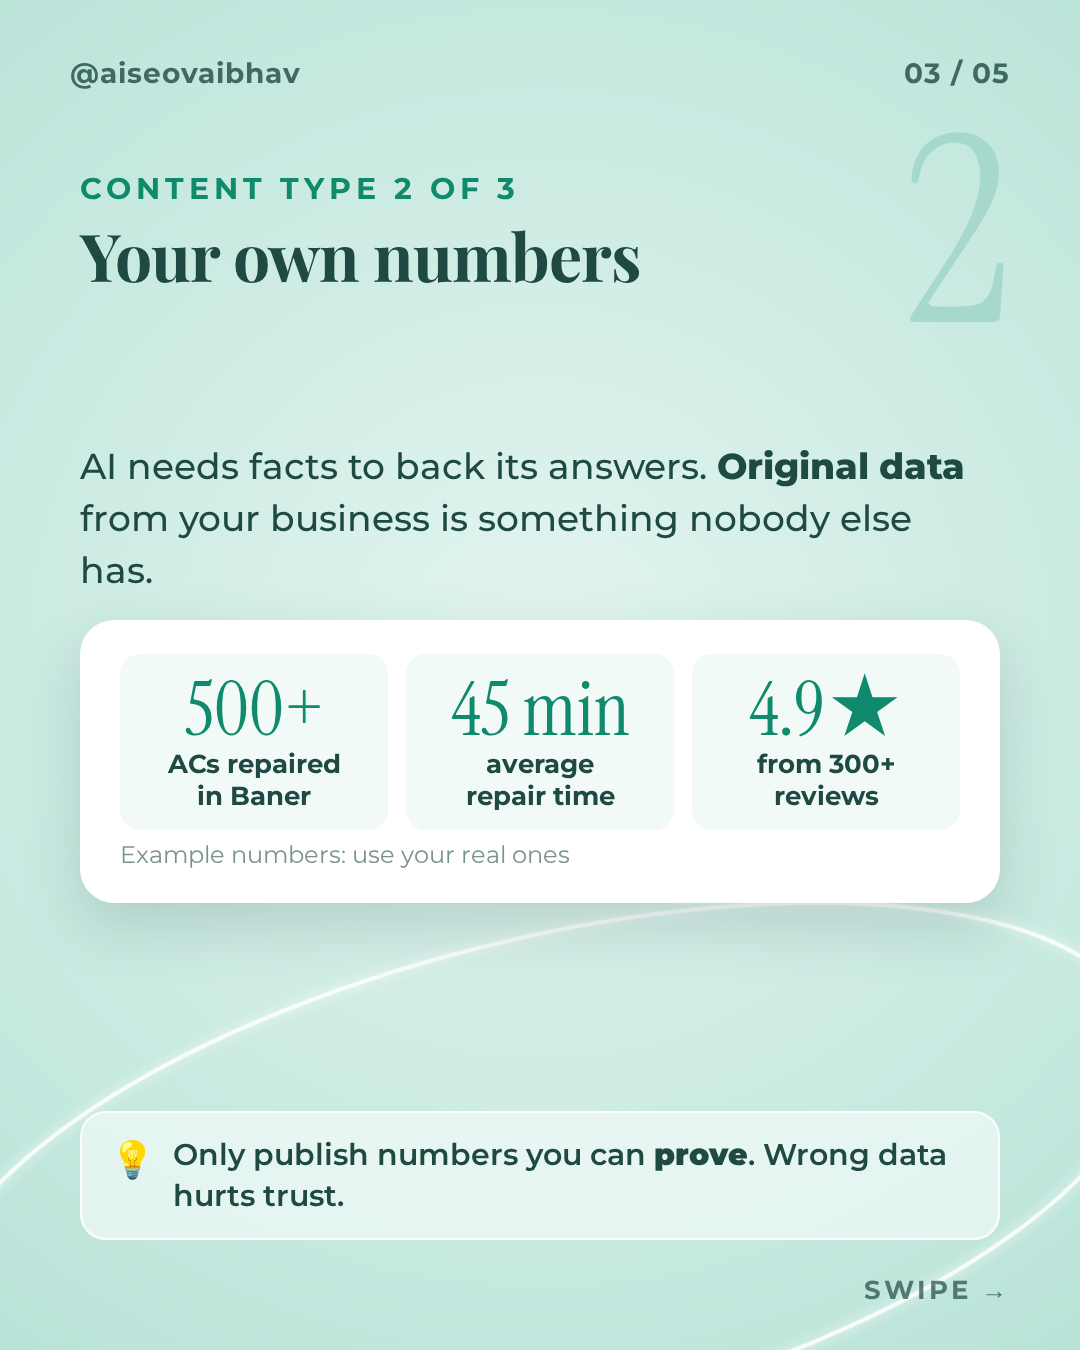 @aiseovaibhav
03 / 05
2
CONTENT TYPE 2 OF 3
Your own numbers
AI needs facts to back its answers. Original data
from your business is something nobody else
has.
500+
ACs repaired
in Baner
45 min
average
repair time
4.9★
from 300+
reviews
Example numbers: use your real ones
💡 Only publish numbers you can prove. Wrong data
hurts trust.
SWIPE →